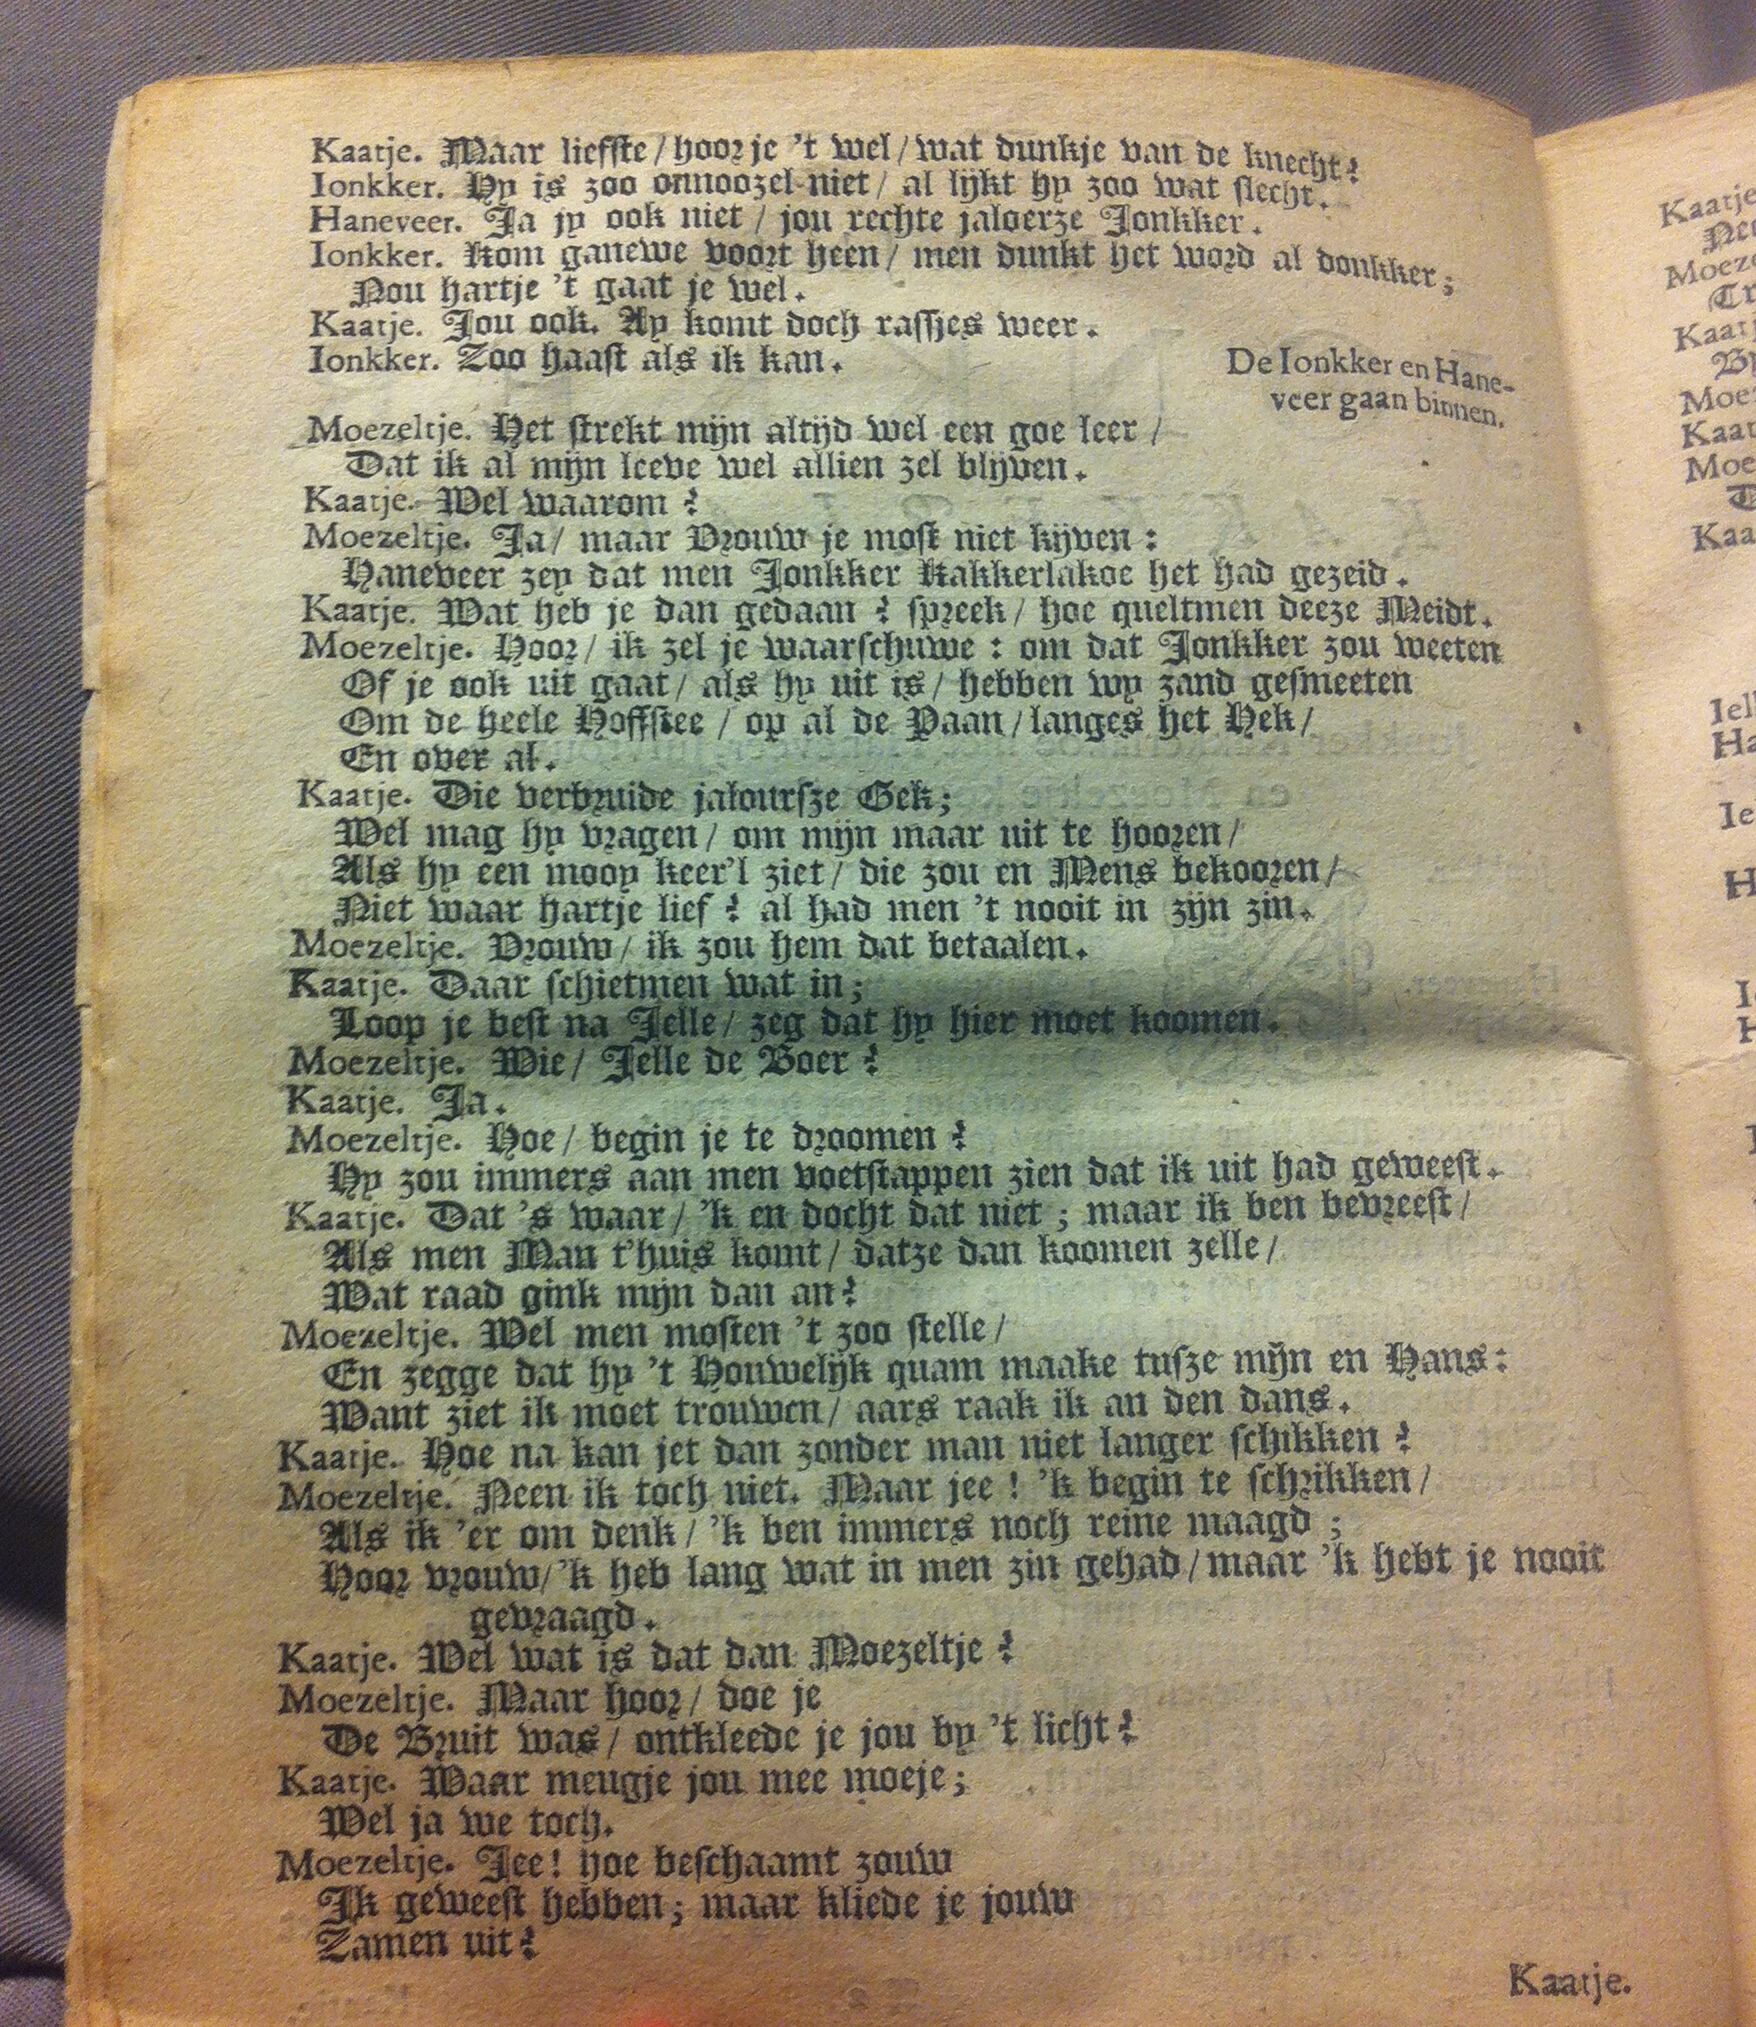 Kaatje. Maar liefste / hoor je 't wel / wat dunkje van de knecht?
Ionkker. Hy is zoo onnoozel niet / al lijkt hy zoo wat slecht.
Haneveer. Ja jy ook niet / jou rechte jaloerze Jonkker.
Ionkker. Kom ganewe voort heen / men dunkt het word al donkker;
Nou hartje 't gaat je wel.
Kaatje. Jou ook. Ay komt doch rasjes weer.
Ionkker. Zoo haast als ik kan.
De Ionkker en Hane-
veer gaan binnen.
Moezeltje. Het strekt mijn altijd wel een goe leer /
Dat ik al mijn leeve wel allien zel blijven.
Kaatje. Wel waarom?
Moezeltje. Ja / maar Vrouw je most niet kijven:
Haneveer zey dat men Jonkker Kakkerlakoe het had gezeid.
Kaatje. Wat heb je dan gedaan? spreek / hoe queltmen deeze Meidt.
Moezeltje. Hoor / ik zel je waarschuwe: om dat Jonkker zou weeten
Of je ook uit gaat / als hy uit is / hebben wy zand gesmeeten
Om de heele Hoffstee / op al de Paan / langes het Hek /
En over al.
Kaatje. Die verbruide jaloursze Gek;
Wel mag hy vragen / om mijn maar uit te hooren /
Als hy een mooy keer'l ziet / die zou en Mens bekooren /
Niet waar hartje lief? al had men 't nooit in zijn zin.
Moezeltje. Vrouw / ik zou hem dat betaalen.
Kaatje. Daar schietmen wat in;
Loop je best na Jelle / zeg dat hy hier moet koomen.
Moezeltje. Wie / Jelle de Boer?
Kaatje. Ja.
Moezeltje. Hoe / begin je te droomen?
Hy zou immers aan men voetstappen zien dat ik uit had geweest.
Kaatje. Dat 's waar / 'k en docht dat niet; maar ik ben bevreest /
Als men Man t'huis komt / datze dan koomen zelle /
Wat raad gink mijn dan an?
Moezeltje. Wel men mosten 't zoo stelle /
En zegge dat hy 't Houwelijk quam maake tusze mijn en Hans:
Want ziet ik moet trouwen / aars raak ik an den dans.
Kaatje. Hoe na kan jet dan zonder man niet langer schikken?
Moezeltje. Neen ik toch niet. Maar jee! 'k begin te schrikken /
Als ik 'er om denk / 'k ben immers noch reine maagd;
Hoor vrouw / 'k heb lang wat in men zin gehad / maar 'k hebt je nooit
gevraagd.
Kaatje. Wel wat is dat dan Moezeltje?
Moezeltje. Maar hoor / doe je
De Bruit was / ontkleede je jou by 't licht?
Kaatje. Waar meugje jou mee moeje;
Wel ja we toch.
Moezeltje. Jee! hoe beschaamt zouw
Ik geweest hebben; maar kliede je jouw
Zamen uit?
Kaatje.